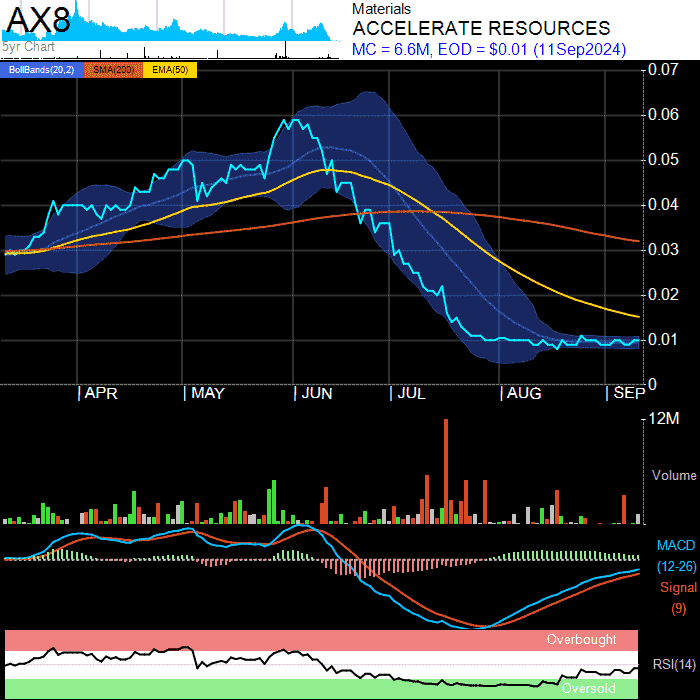 AX8
5yr Chart
Materials
ACCELERATE RESOURCES
MC = 6.6M, EOD = $0.01 (11Sep2024)
BollBands(20,2) SMA(200) EMA(50)
0.07
0.06
0.05
0.04
0.03
0.02
0.01
0
APR MAY JUN JUL AUG SEP
12M
Volume
MACD
(12-26)
Signal
(9)
Overbought
RSI(14)
Oversold